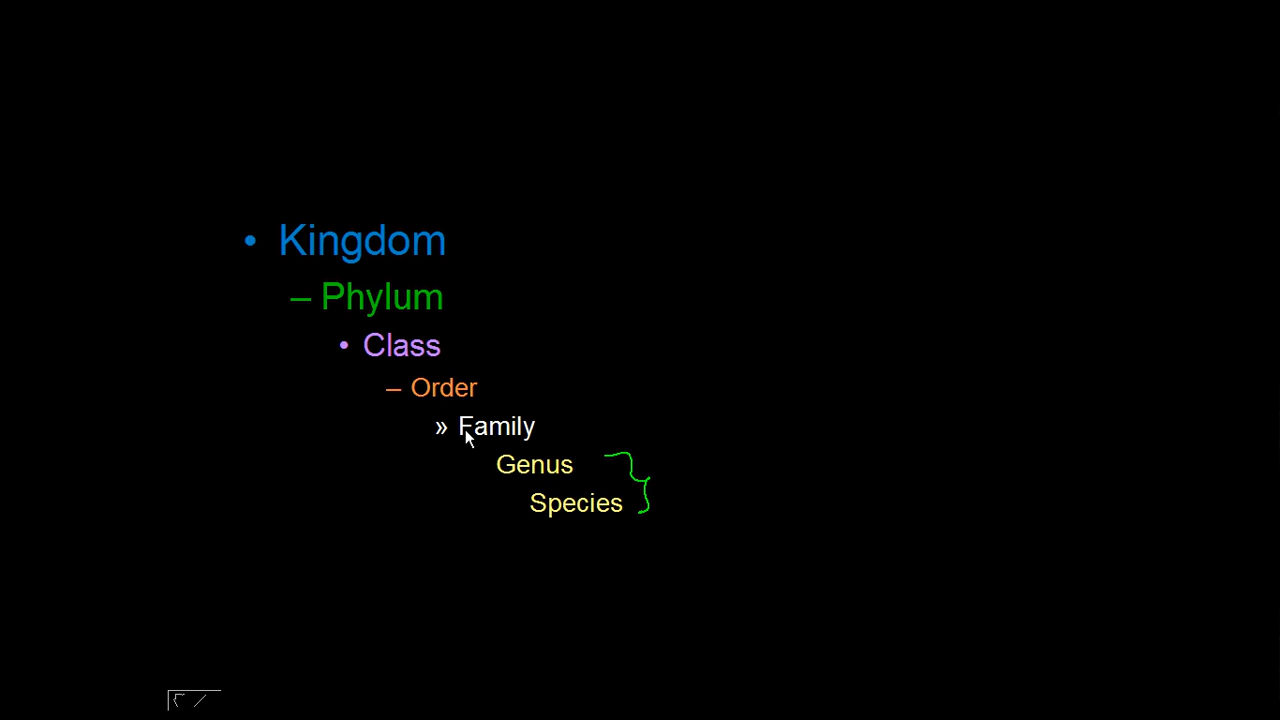 • Kingdom
– Phylum
• Class
– Order
» Family
Genus
Species